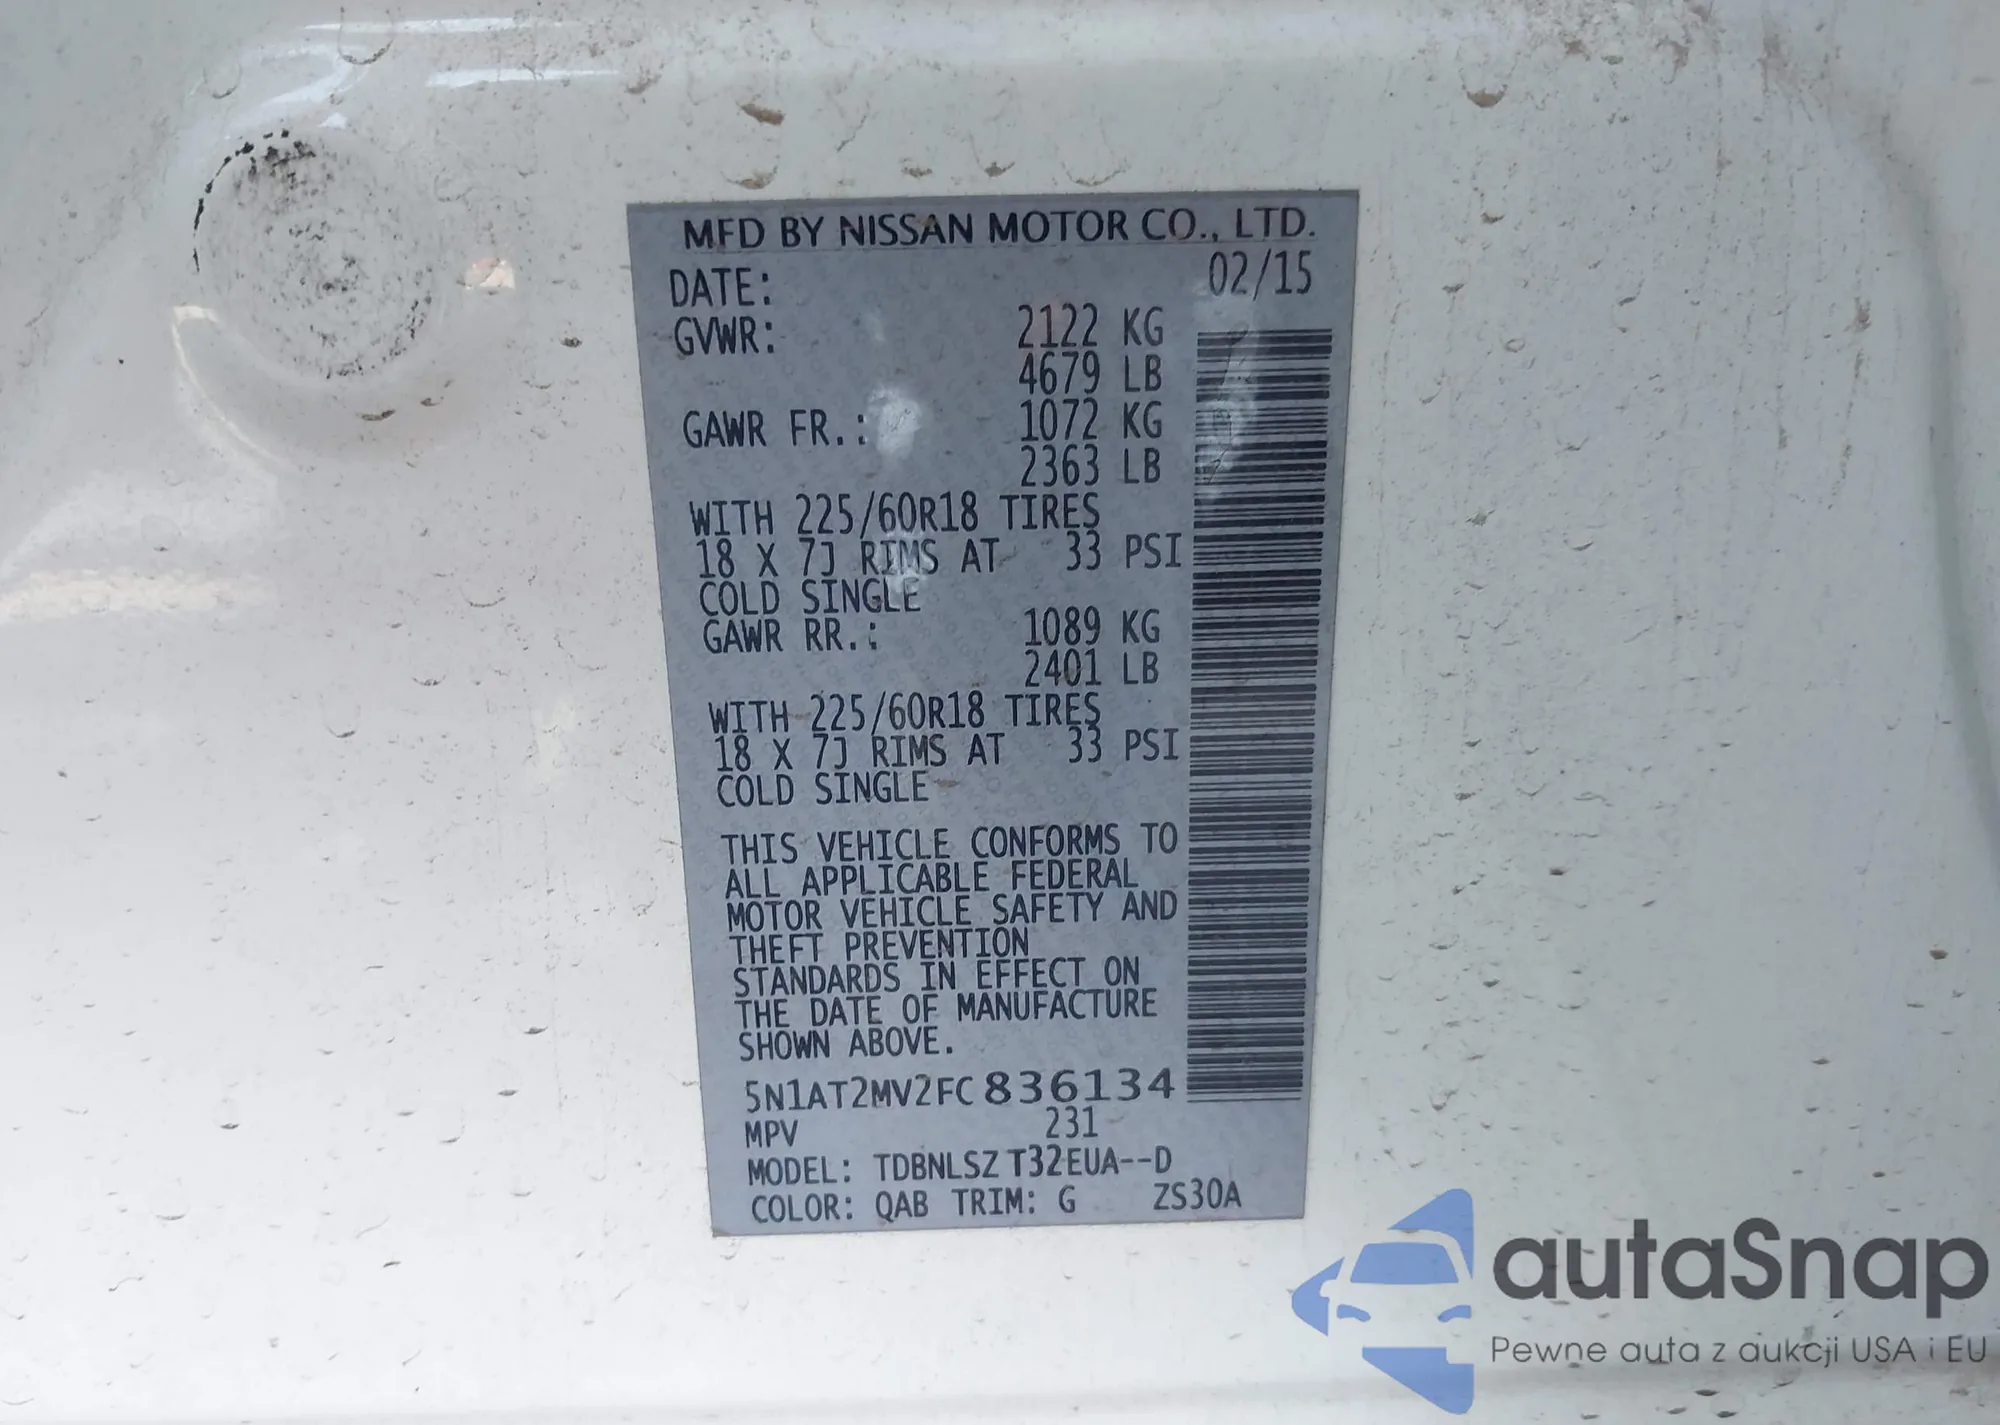 MFD BY NISSAN MOTOR CO., LTD.
DATE: 02/15
GVWR: 2122 KG
4679 LB
GAWR FR.: 1072 KG
2363 LB
WITH 225/60R18 TIRES
18 X 7J RIMS AT 33 PSI
COLD SINGLE
GAWR RR.: 1089 KG
2401 LB
WITH 225/60R18 TIRES
18 X 7J RIMS AT 33 PSI
COLD SINGLE
THIS VEHICLE CONFORMS TO
ALL APPLICABLE FEDERAL
MOTOR VEHICLE SAFETY AND
THEFT PREVENTION
STANDARDS IN EFFECT ON
THE DATE OF MANUFACTURE
SHOWN ABOVE.
5N1AT2MV2FC836134
MPV 231
MODEL: TDBNLSZ T32EUA--D
COLOR: QAB TRIM: G ZS30A
autaSnap
Pewne auta z aukcji USA i EU